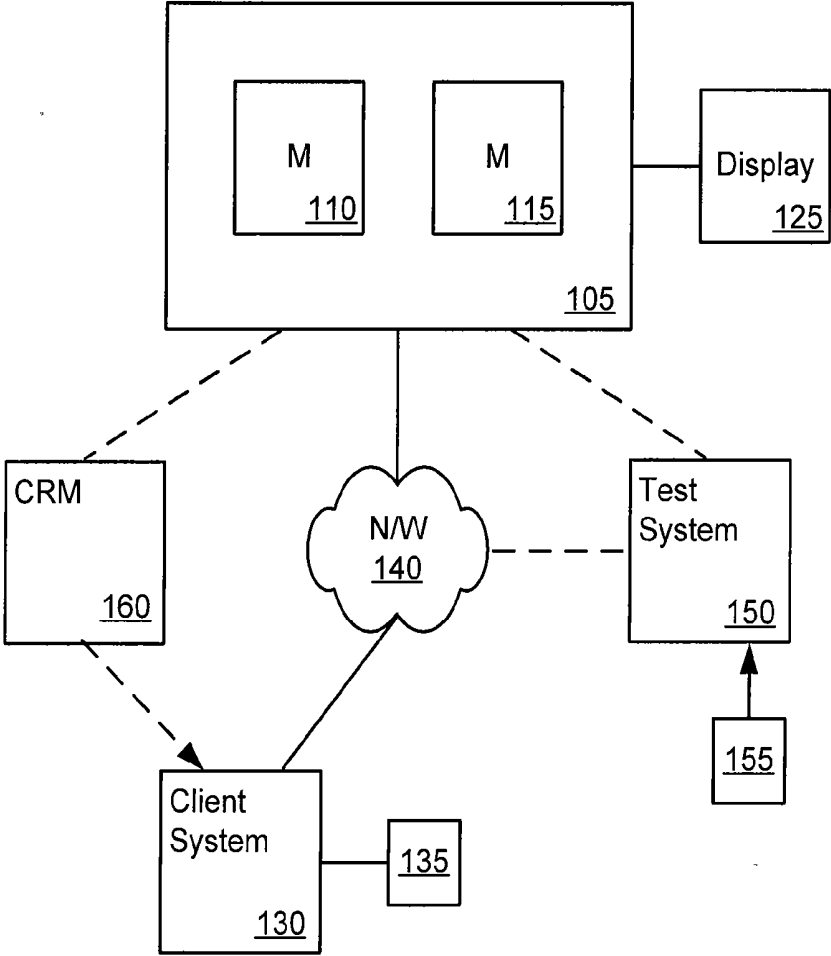 M
110
M
115
105
Display
125
CRM
160
N/W
140
Test
System
150
155
Client
System
130
135